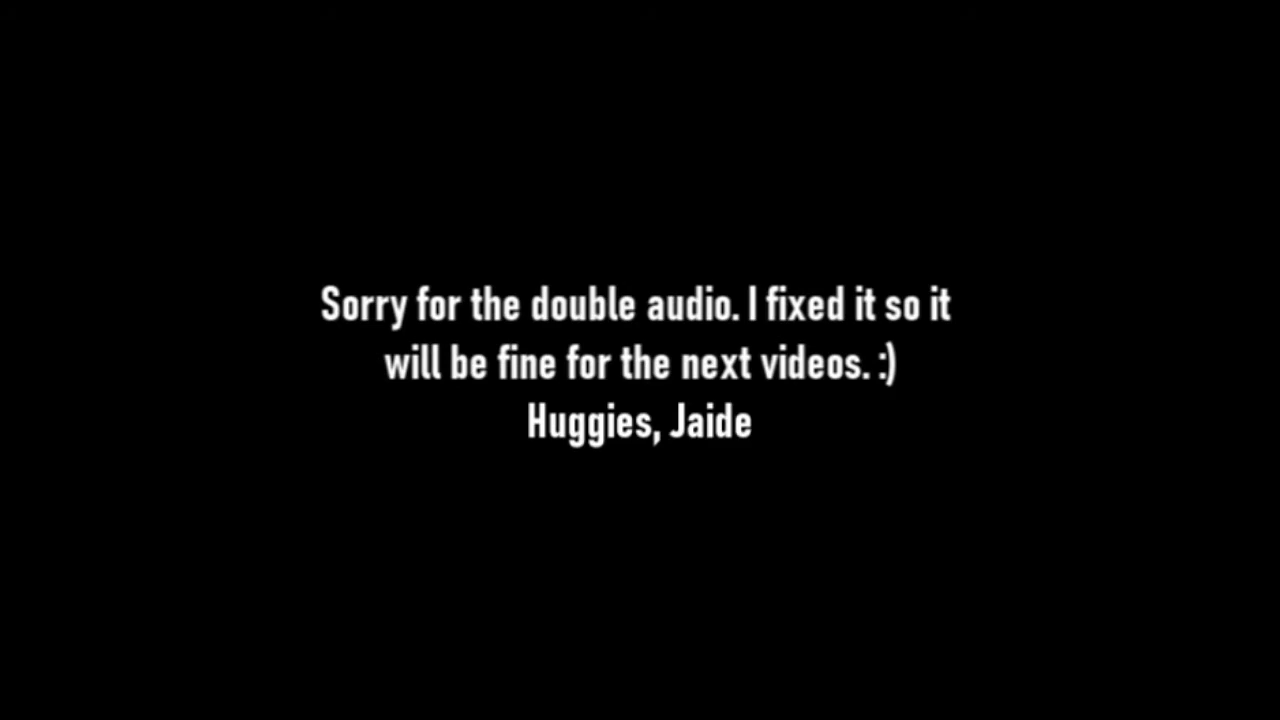 Sorry for the double audio. I fixed it so it
will be fine for the next videos. :)
Huggies, Jaide